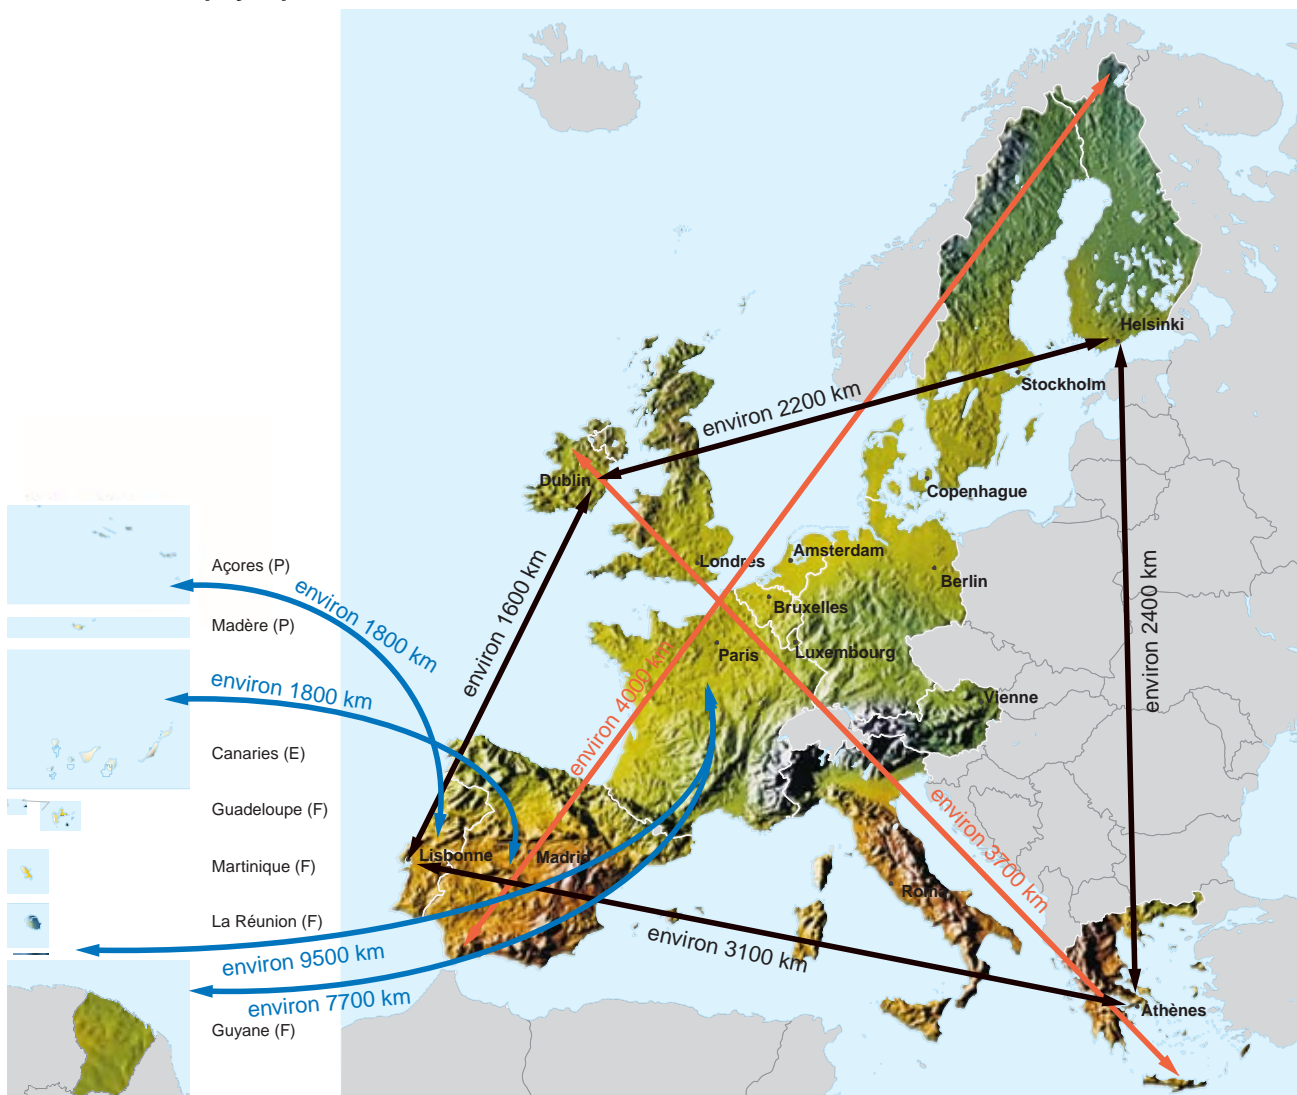 Helsinki
Stockholm
environ 2200 km
Dublin
Copenhague
Londres
Amsterdam
Berlin
Bruxelles
Açores (P)
environ 1800 km
environ 1600 km
environ 2400 km
Madère (P)
Paris
Luxembourg
environ 1800 km
environ 4000 km
Vienne
Canaries (E)
Guadeloupe (F)
environ 3700 km
Lisbonne
Madrid
Martinique (F)
Rome
La Réunion (F)
environ 9500 km
environ 3100 km
environ 7700 km
Athènes
Guyane (F)